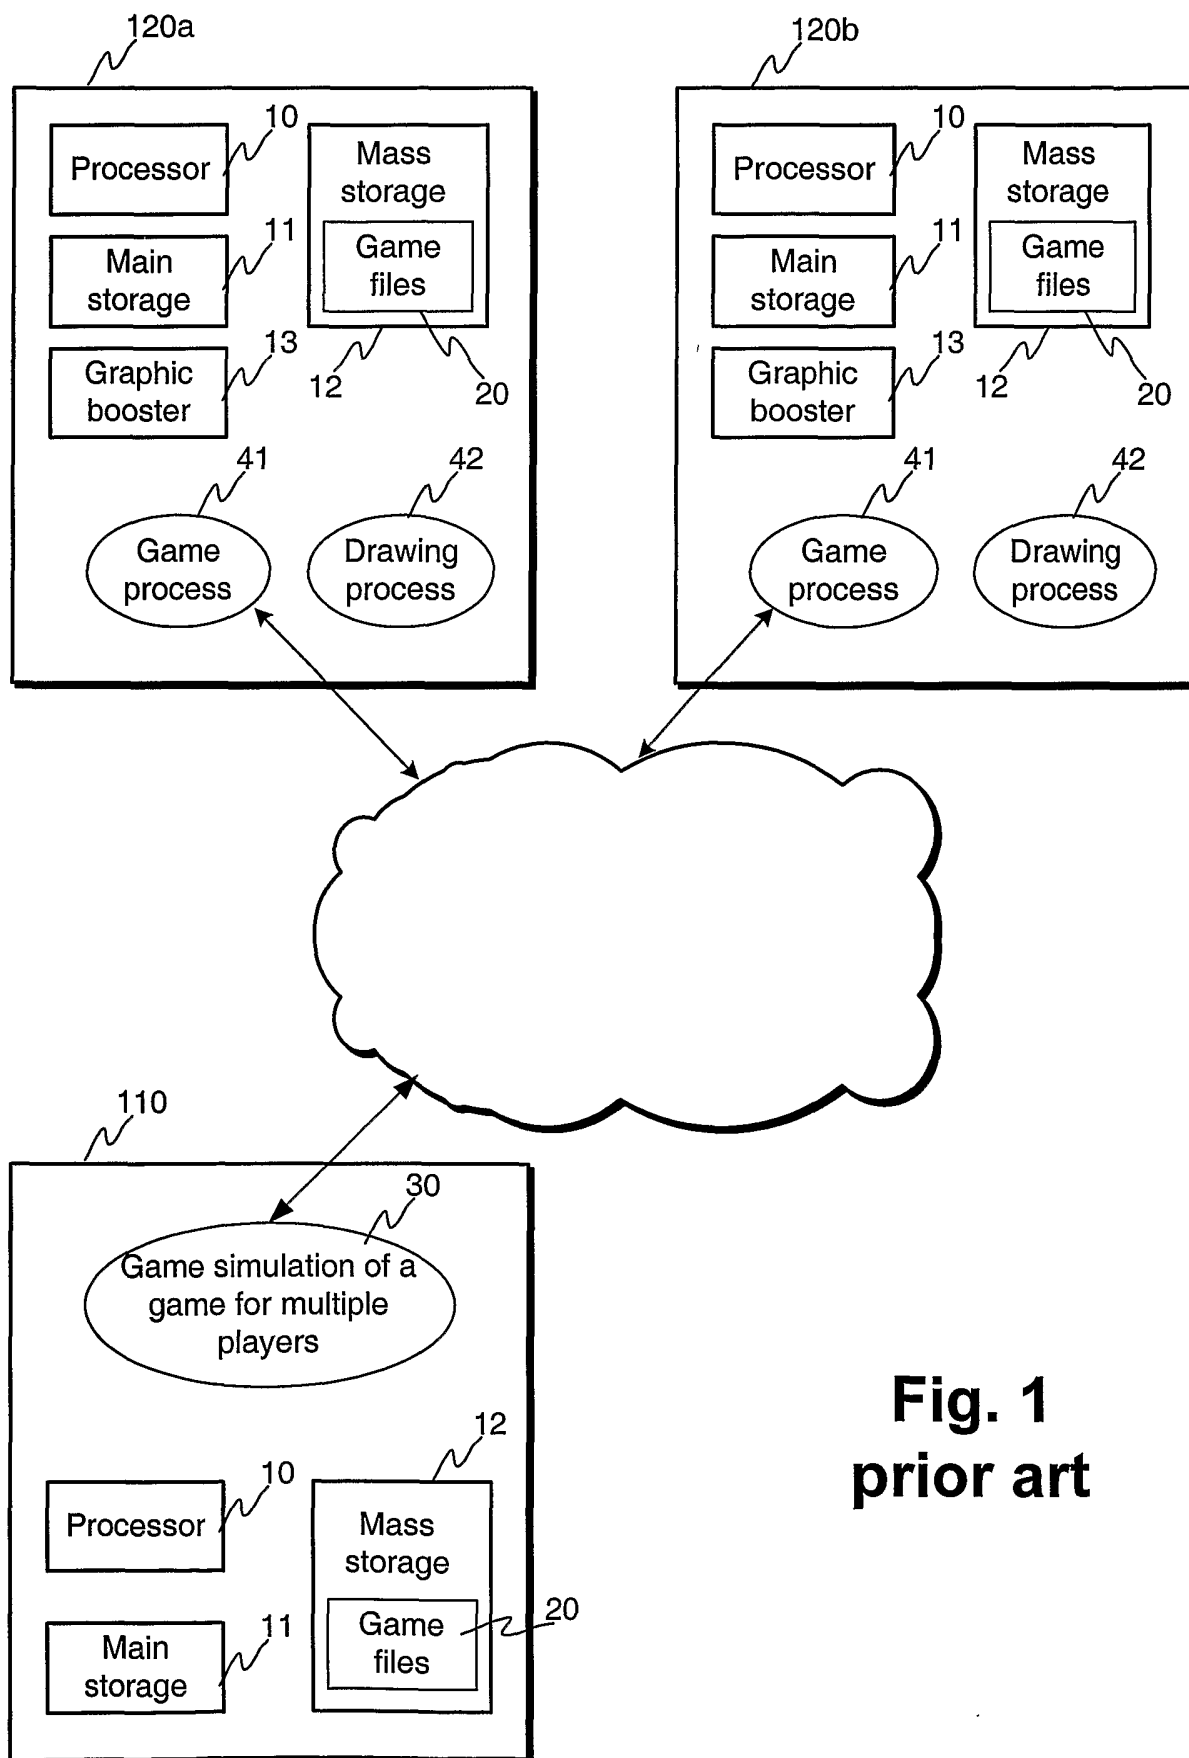 120a
10
Processor
Mass
storage
11
Main
storage
Game
files
13
Graphic
booster
12
20
41
42
Game
process
Drawing
process
120b
10
Processor
Mass
storage
11
Main
storage
Game
files
13
Graphic
booster
12
20
41
42
Game
process
Drawing
process
110
30
Game simulation of a
game for multiple
players
12
10
Processor
Mass
storage
11
Main
storage
Game
files
20
Fig. 1
prior art